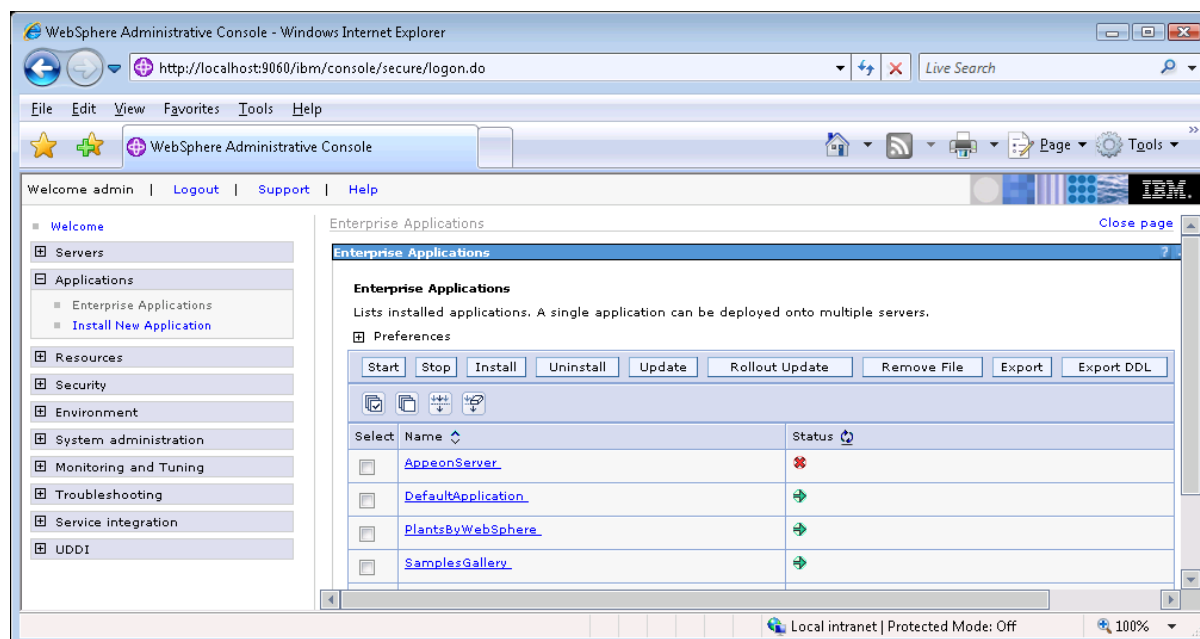 WebSphere Administrative Console - Windows Internet Explorer
http://localhost:9060/ibm/console/secure/logon.do
Live Search
File Edit View Favorites Tools Help
WebSphere Administrative Console
Page Tools »
Welcome admin | Logout | Support | Help
IBM.
Welcome
Servers
Applications
Enterprise Applications
Install New Application
Resources
Security
Environment
System administration
Monitoring and Tuning
Troubleshooting
Service integration
UDDI
Enterprise Applications
Close page
Enterprise Applications
?
Enterprise Applications
Lists installed applications. A single application can be deployed onto multiple servers.
Preferences
Start Stop Install Uninstall Update Rollout Update Remove File Export Export DDL
Select Name Status
AppeonServer
DefaultApplication
PlantsByWebSphere
SamplesGallery
Local intranet | Protected Mode: Off
100%